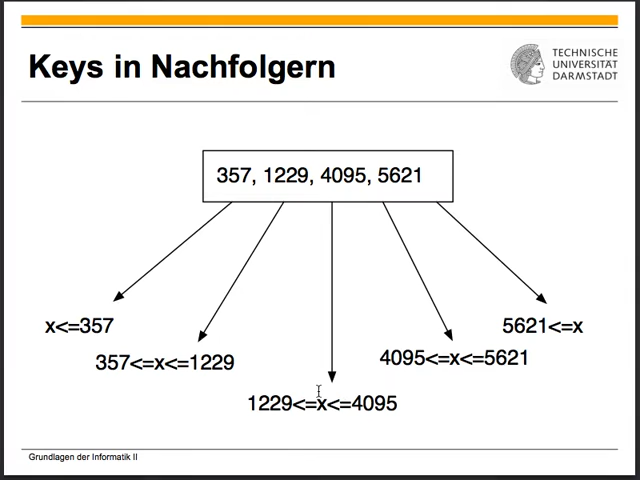 Keys in Nachfolgern
TECHNISCHE
UNIVERSITÄT
DARMSTADT
357, 1229, 4095, 5621
x<=357
5621<=x
357<=x<=1229
4095<=x<=5621
1229<=x<=4095
Grundlagen der Informatik II